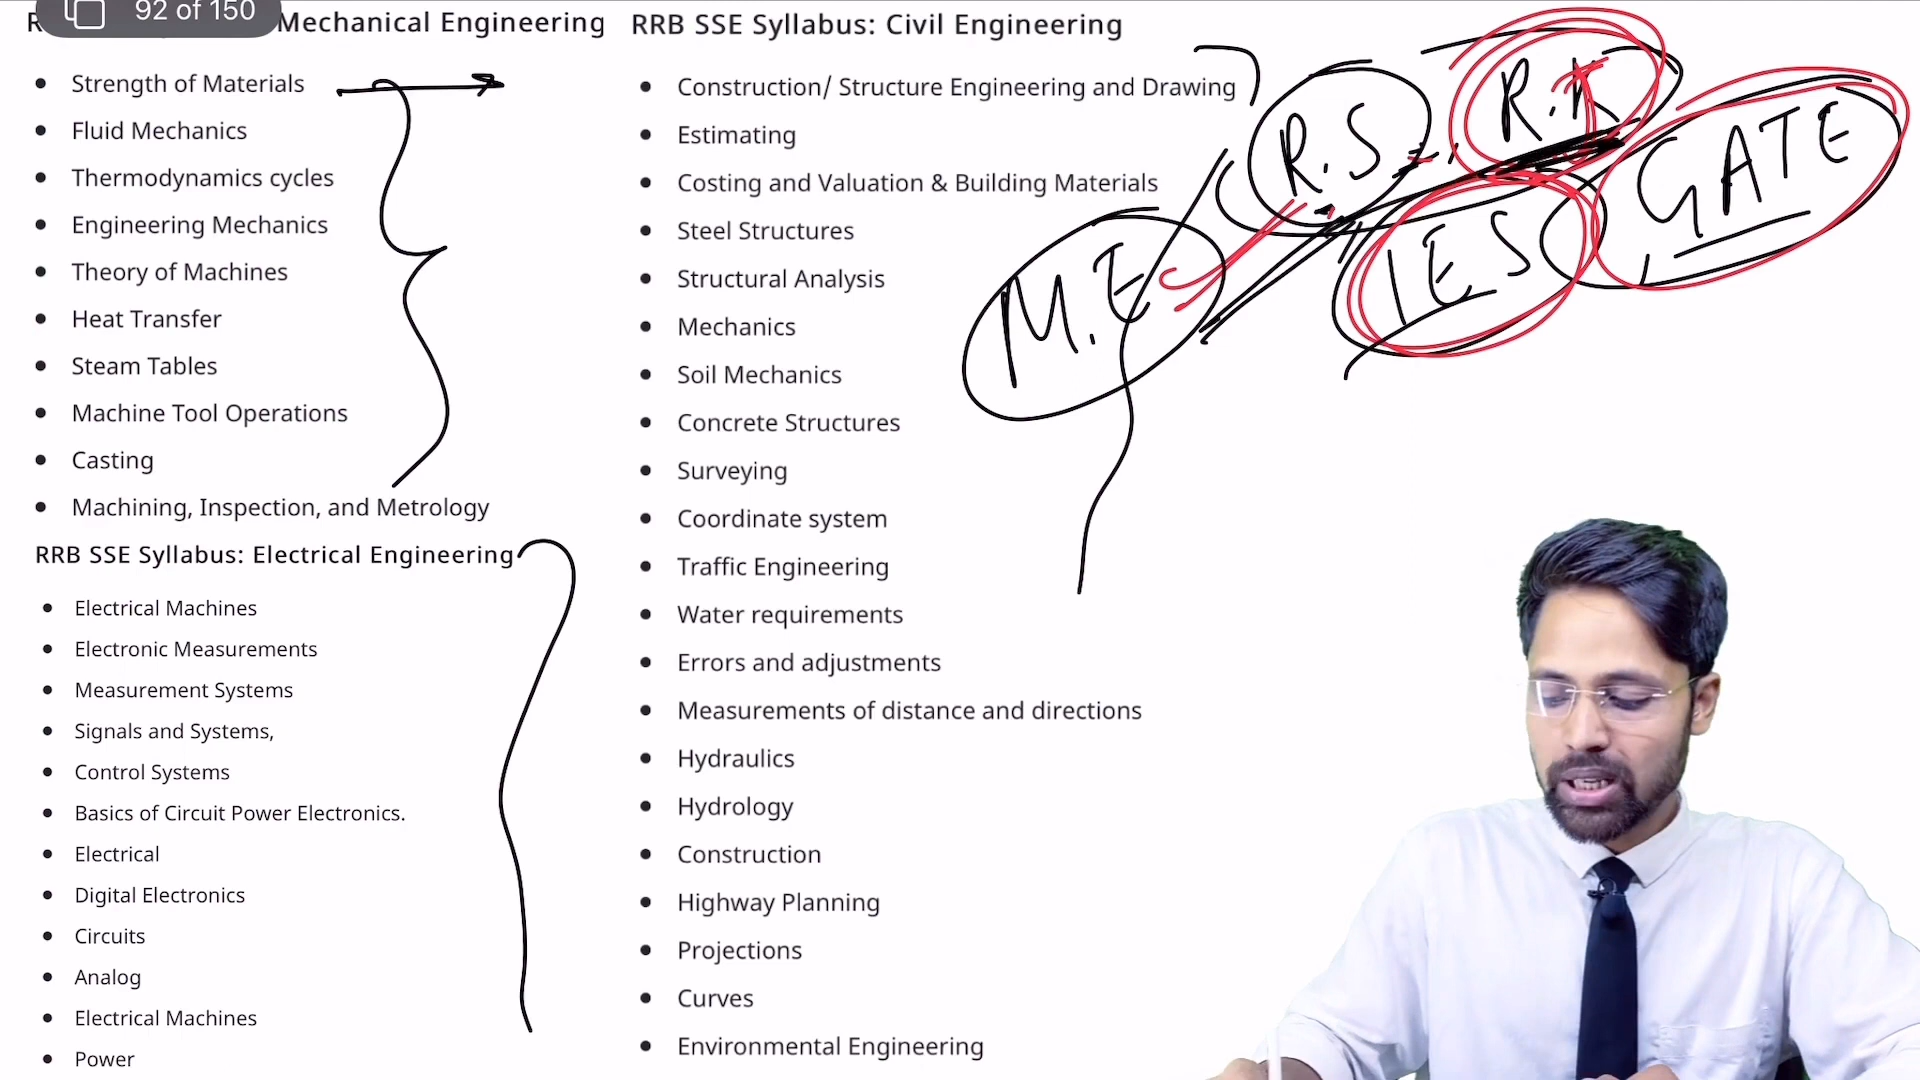 92 of 150
Mechanical Engineering
Strength of Materials
Fluid Mechanics
Thermodynamics cycles
Engineering Mechanics
Theory of Machines
Heat Transfer
Steam Tables
Machine Tool Operations
Casting
Machining, Inspection, and Metrology
RRB SSE Syllabus: Electrical Engineering
Electrical Machines
Electronic Measurements
Measurement Systems
Signals and Systems,
Control Systems
Basics of Circuit Power Electronics.
Electrical
Digital Electronics
Circuits
Analog
Electrical Machines
Power
RRB SSE Syllabus: Civil Engineering
Construction/ Structure Engineering and Drawing
Estimating
Costing and Valuation & Building Materials
Steel Structures
Structural Analysis
Mechanics
Soil Mechanics
Concrete Structures
Surveying
Coordinate system
Traffic Engineering
Water requirements
Errors and adjustments
Measurements of distance and directions
Hydraulics
Hydrology
Construction
Highway Planning
Projections
Curves
Environmental Engineering
R.S
R.K
GATE
M.E
IES